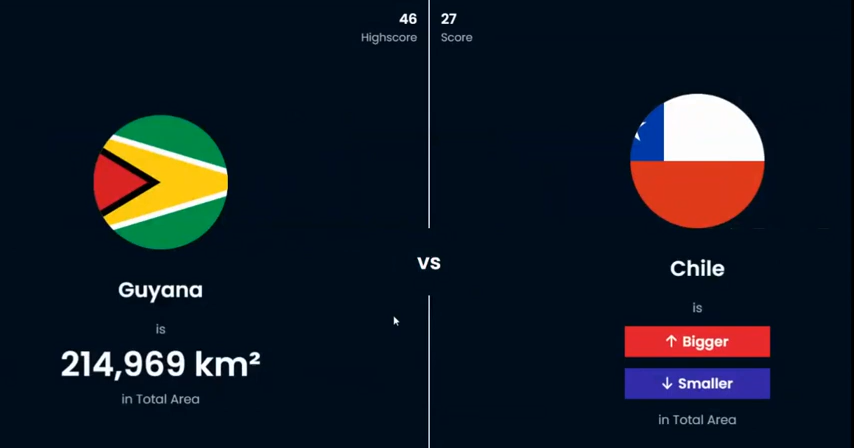 46
Highscore
27
Score
Guyana
is
214,969 km²
in Total Area
VS
Chile
is
↑ Bigger
↓ Smaller
in Total Area